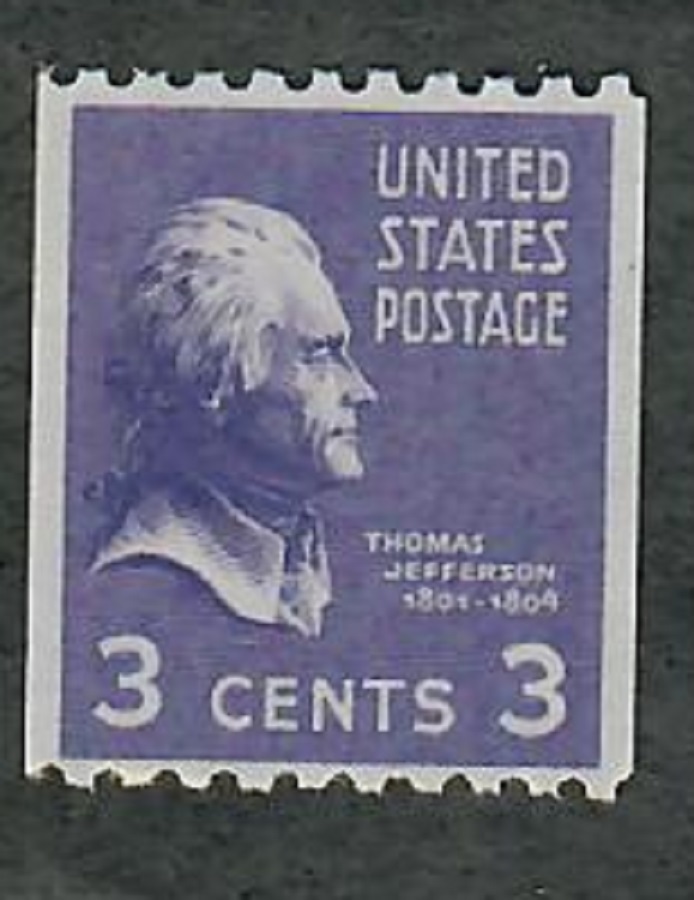 UNITED
STATES
POSTAGE
THOMAS
JEFFERSON
1801-1809
3 CENTS 3